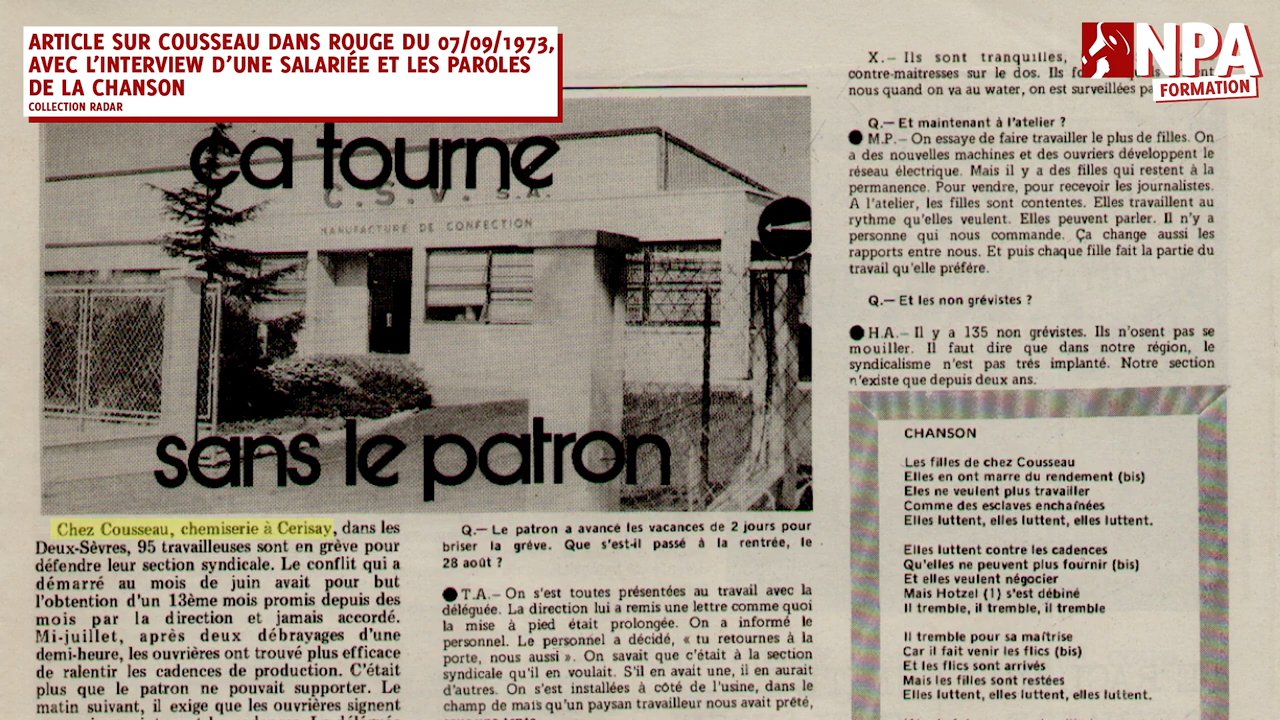 ARTICLE SUR COUSSEAU DANS ROUGE DU 07/09/1973,
AVEC L'INTERVIEW D'UNE SALARIÉE ET LES PAROLES
DE LA CHANSON
COLLECTION RADAR
NPA
FORMATION
ça tourne
C.S.V. S.A.
MANUFACTURE DE CONFECTION
sans le patron
Chez Cousseau, chemiserie à Cerisay, dans les
Deux-Sèvres, 95 travailleuses sont en grève pour
défendre leur section syndicale. Le conflit qui a
démarré au mois de juin avait pour but
l'obtention d'un 13ème mois promis depuis des
mois par la direction et jamais accordé.
Mi-juillet, après deux débrayages d'une
demi-heure, les ouvrières ont trouvé plus efficace
de ralentir les cadences de production. C'était
plus que le patron ne pouvait supporter. Le
matin suivant, il exige que les ouvrières signent
Q.— Le patron a avancé les vacances de 2 jours pour
briser la grève. Que s'est-il passé à la rentrée, le
28 août ?
● T.A.— On s'est toutes présentées au travail avec la
déléguée. La direction lui a remis une lettre comme quoi
la mise à pied était prolongée. On a informé le
personnel. Le personnel a décidé, « tu retournes à la
porte, nous aussi ». On savait que c'était à la section
syndicale qu'il en voulait. S'il en avait une, il en aurait
d'autres. On s'est installées à côté de l'usine, dans le
champ de maïs qu'un paysan travailleur nous avait prêté,
X.— Ils sont tranquilles,
contre-maitresses sur le dos. Ils
nous quand on va au water, on est surveillées
Q.— Et maintenant à l'atelier ?
● M.P.— On essaye de faire travailler le plus de filles. On
a des nouvelles machines et des ouvriers développent le
réseau électrique. Mais il y a des filles qui restent à la
permanence. Pour vendre, pour recevoir les journalistes.
A l'atelier, les filles sont contentes. Elles travaillent au
rythme qu'elles veulent. Elles peuvent parler. Il n'y a
personne qui nous commande. Ça change aussi les
rapports entre nous. Et puis chaque fille fait la partie du
travail qu'elle préfére.
Q.— Et les non grévistes ?
● H.A.— Il y a 135 non grévistes. Ils n'osent pas se
mouiller. Il faut dire que dans notre région, le
syndicalisme n'est pas trés implanté. Notre section
n'existe que depuis deux ans.
CHANSON
Les filles de chez Cousseau
Elles en ont marre du rendement (bis)
Eles ne veulent plus travailler
Comme des esclaves enchaînées
Elles luttent, elles luttent, elles luttent.
Elles luttent contre les cadences
Qu'elles ne peuvent plus fournir (bis)
Et elles veulent négocier
Mais Hotzel (1) s'est débiné
Il tremble, il tremble, il tremble
Il tremble pour sa maîtrise
Car il fait venir les flics (bis)
Et les flics sont arrivés
Mais les filles sont restées
Elles luttent, elles luttent, elles luttent.